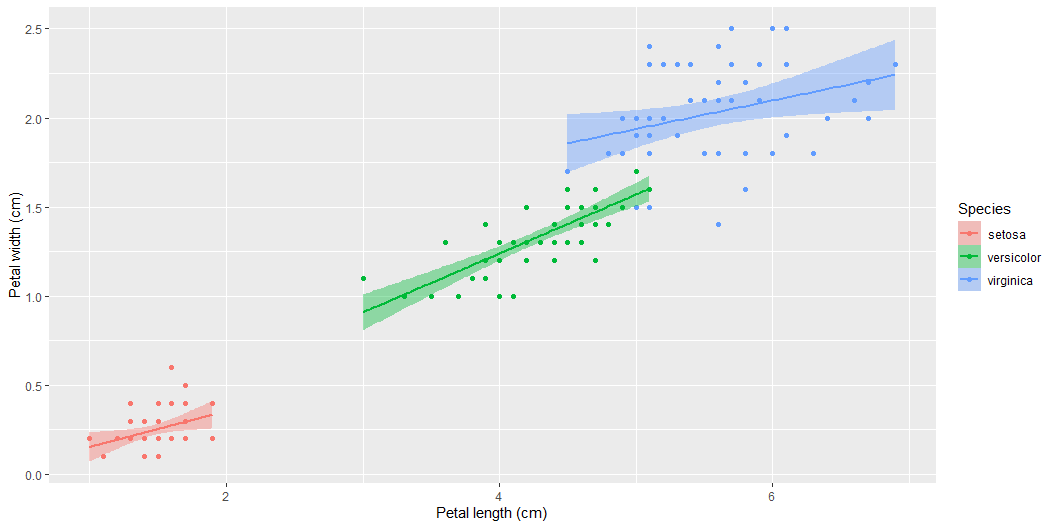 2.5
2.0
1.5
1.0
0.5
0.0
Petal width (cm)
2
4
6
Petal length (cm)
Species
setosa
versicolor
virginica